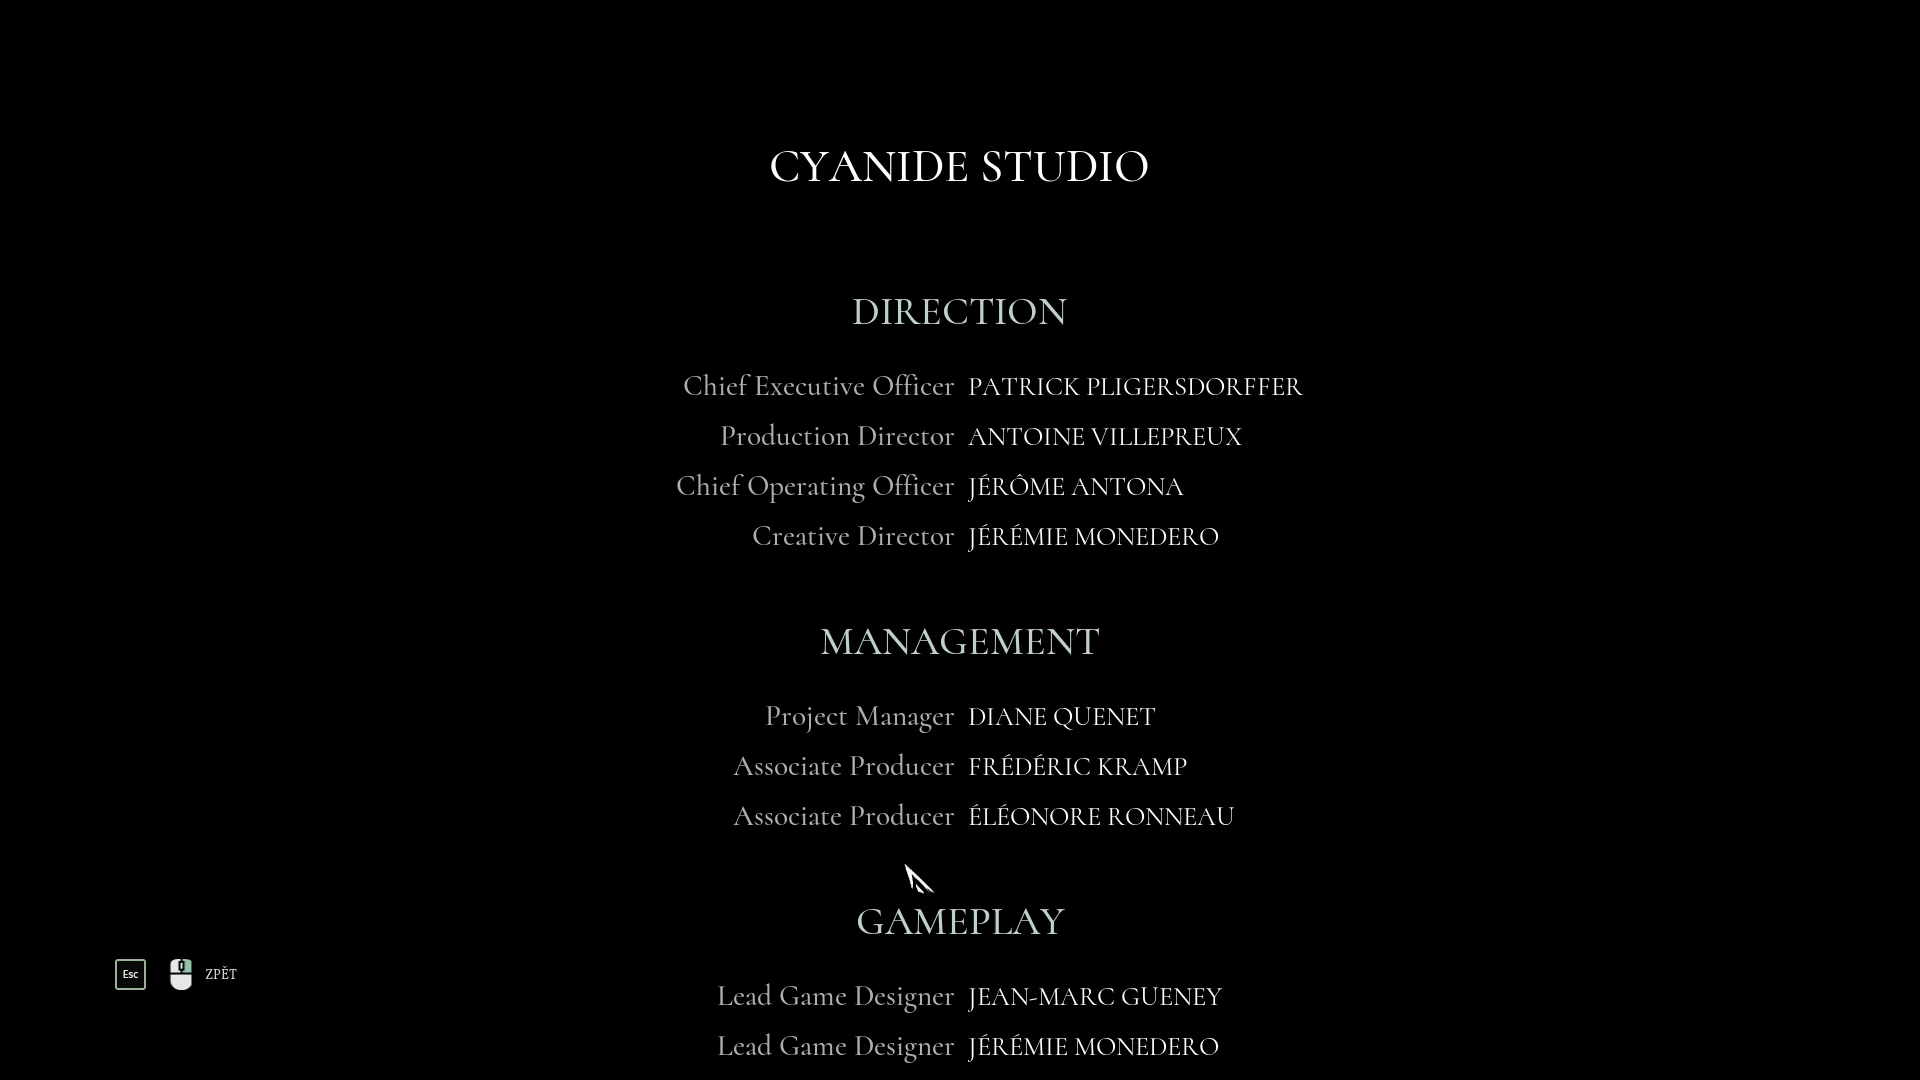 CYANIDE STUDIO
DIRECTION
Chief Executive Officer PATRICK PLIGERSDORFFER
Production Director ANTOINE VILLEPREUX
Chief Operating Officer JÉRÔME ANTONA
Creative Director JÉRÉMIE MONEDERO
MANAGEMENT
Project Manager DIANE QUENET
Associate Producer FRÉDÉRIC KRAMP
Associate Producer ÉLÉONORE RONNEAU
GAMEPLAY
Esc ZPĚT
Lead Game Designer JEAN-MARC GUENEY
Lead Game Designer JÉRÉMIE MONEDERO